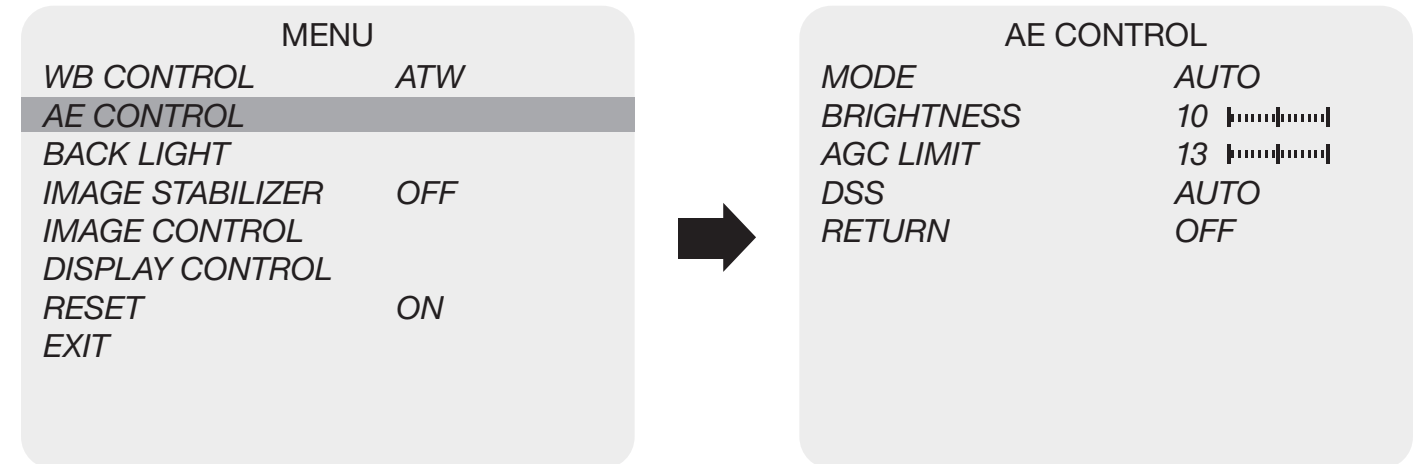 MENU
WB CONTROL ATW
AE CONTROL
BACK LIGHT
IMAGE STABILIZER OFF
IMAGE CONTROL
DISPLAY CONTROL
RESET ON
EXIT
AE CONTROL
MODE AUTO
BRIGHTNESS 10
AGC LIMIT 13
DSS AUTO
RETURN OFF